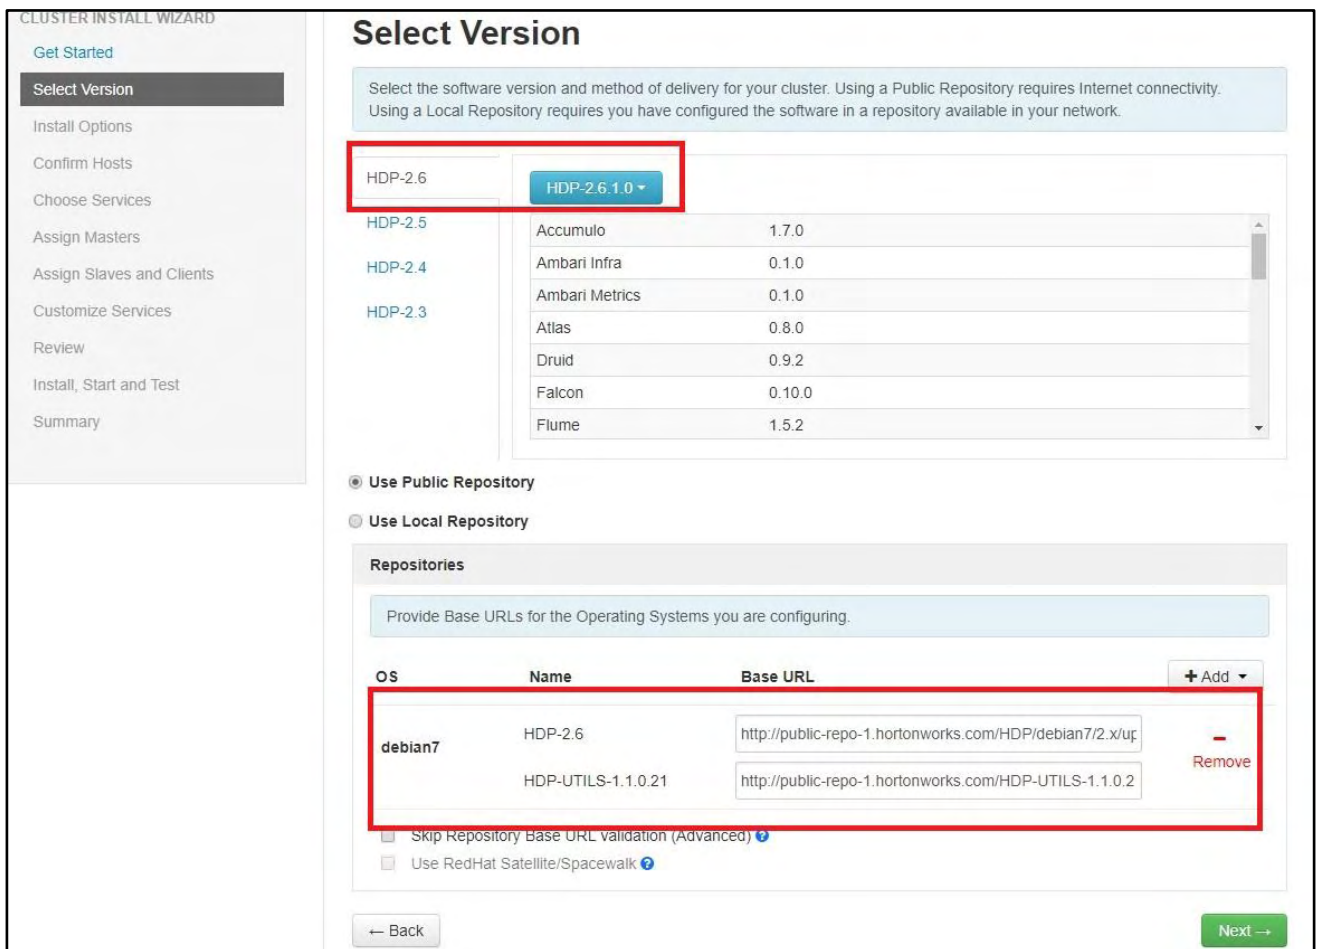 CLUSTER INSTALL WIZARD
Get Started
Select Version
Install Options
Confirm Hosts
Choose Services
Assign Masters
Assign Slaves and Clients
Customize Services
Review
Install, Start and Test
Summary
Select Version
Select the software version and method of delivery for your cluster. Using a Public Repository requires Internet connectivity.
Using a Local Repository requires you have configured the software in a repository available in your network.
HDP-2.6
HDP-2.5
HDP-2.4
HDP-2.3
HDP-2.6.1.0
Accumulo 1.7.0
Ambari Infra 0.1.0
Ambari Metrics 0.1.0
Atlas 0.8.0
Druid 0.9.2
Falcon 0.10.0
Flume 1.5.2
Use Public Repository
Use Local Repository
Repositories
Provide Base URLs for the Operating Systems you are configuring.
OS Name Base URL + Add
debian7
HDP-2.6 http://public-repo-1.hortonworks.com/HDP/debian7/2.x/up
HDP-UTILS-1.1.0.21 http://public-repo-1.hortonworks.com/HDP-UTILS-1.1.0.2
Remove
Skip Repository Base URL validation (Advanced)
Use RedHat Satellite/Spacewalk
← Back
Next →